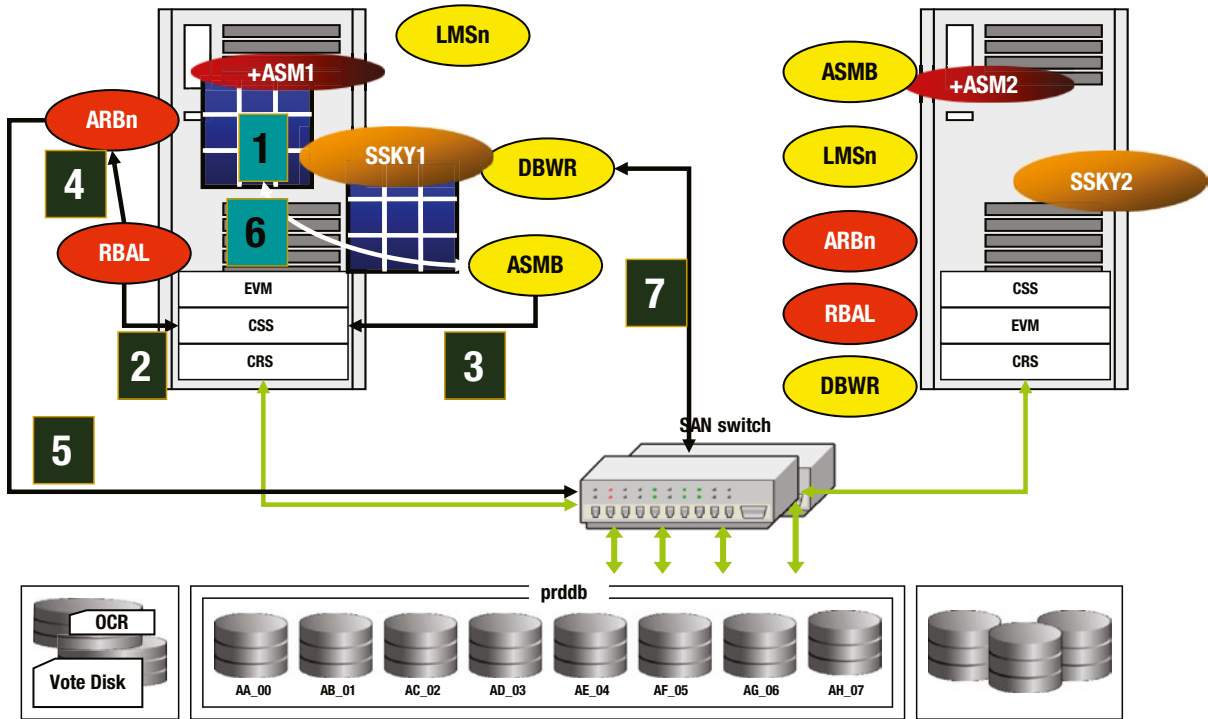 LMSn
+ASM1
ARBn
1
SSKY1
DBWR
4
6
RBAL
ASMB
7
EVM
CSS
CRS
2
3
5
ASMB
+ASM2
LMSn
SSKY2
ARBn
RBAL
DBWR
CSS
EVM
CRS
SAN switch
OCR
Vote Disk
prddb
AA_00
AB_01
AC_02
AD_03
AE_04
AF_05
AG_06
AH_07